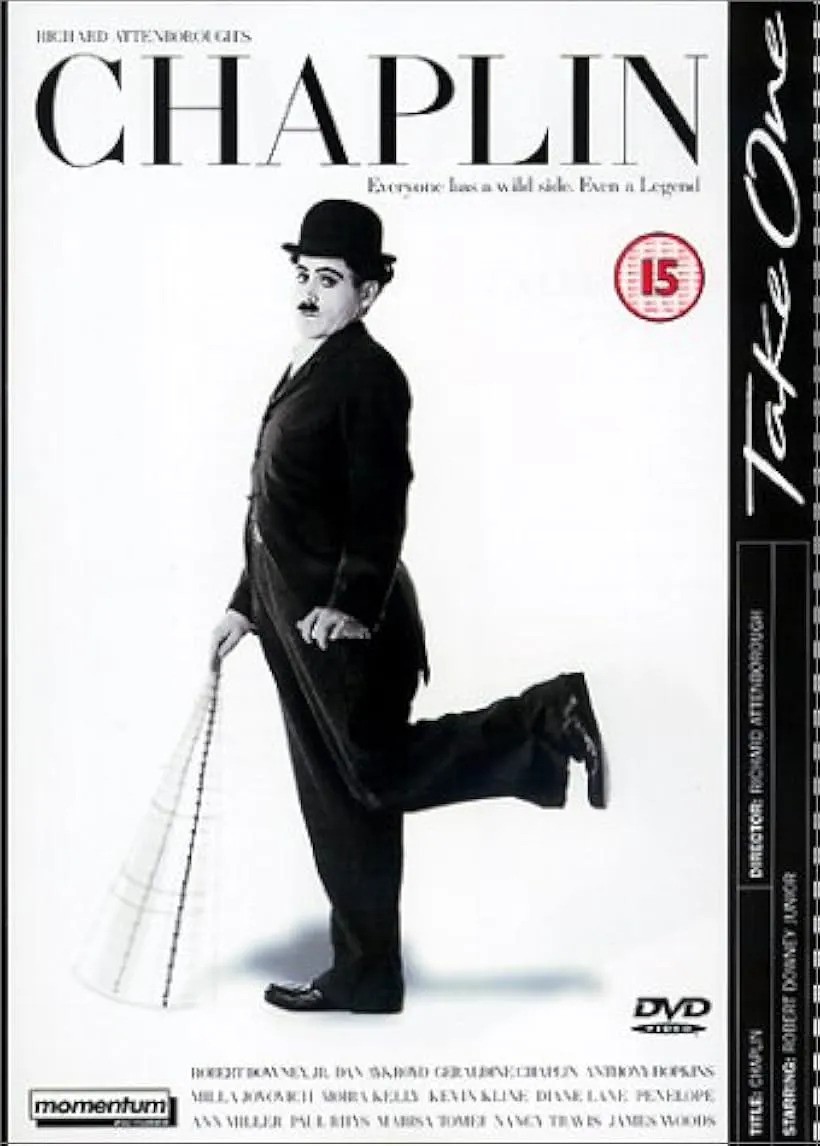 RICHARD ATTENBOROUGH'S
CHAPLIN
Everyone has a wild side. Even a Legend
15
Take One
DIRECTOR: RICHARD ATTENBOROUGH
TITLE: CHAPLIN
STARRING: ROBERT DOWNEY JUNIOR
DVD
VIDEO
ROBERT DOWNEY, JR. DAN AYKROYD GERALDINE CHAPLIN ANTHONY HOPKINS
MILLA JOVOVICH MOIRA KELLY KEVIN KLINE DIANE LANE PENELOPE
ANN MILLER PAUL RHYS MARISA TOMEI NANCY TRAVIS JAMES WOODS
momentum